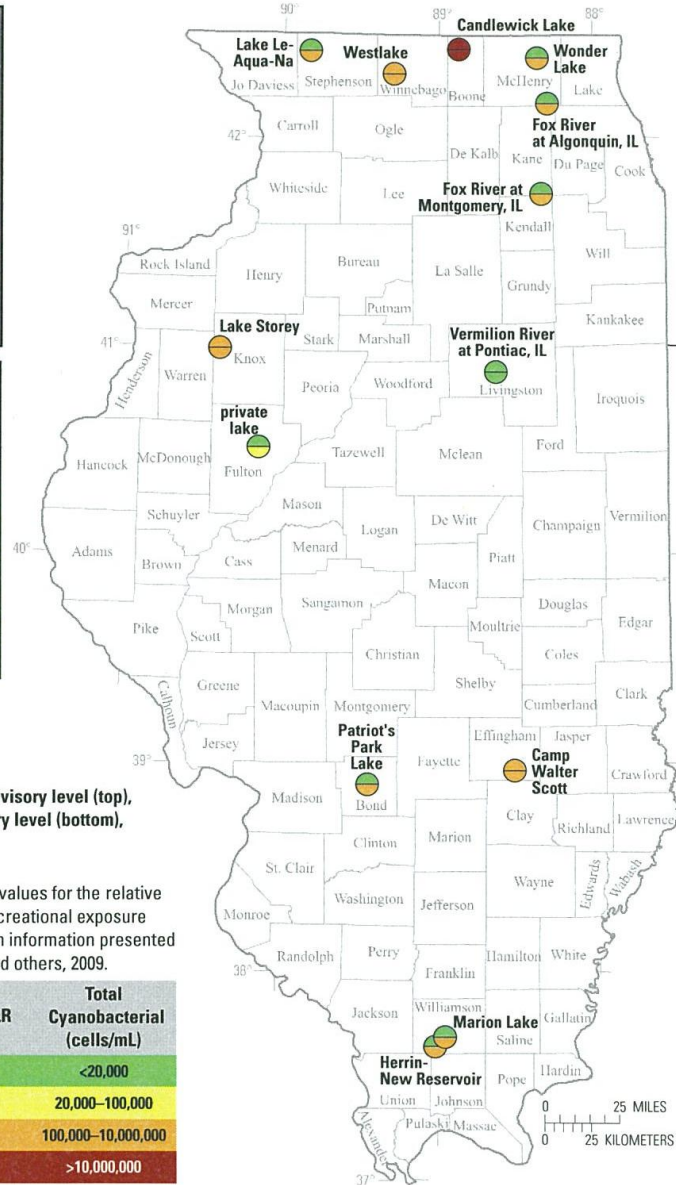 90°
89°
88°
Candlewick Lake
Lake Le-
Aqua-Na
Westlake
Wonder
Lake
Jo Daviess
Stephenson
Winnebago
Boone
McHenry
Lake
Fox River
at Algonquin, IL
42°
Carroll
Ogle
De Kalb
Kane
Du Page
Cook
Whiteside
Lee
Fox River at
Montgomery, IL
Kendall
91°
Will
Rock Island
Henry
Bureau
La Salle
Grundy
Mercer
Putnam
Kankakee
Lake Storey
41°
Knox
Stark
Marshall
Vermilion River
at Pontiac, IL
Henderson
Warren
Peoria
Woodford
Livingston
Iroquois
private
lake
Fulton
Hancock
McDonough
Tazewell
Mclean
Ford
Schuyler
Mason
Logan
De Witt
Champaign
Vermilion
40°
Adams
Brown
Cass
Menard
Piatt
Macon
Pike
Scott
Morgan
Sangamon
Moultrie
Douglas
Edgar
Christian
Coles
Calhoun
Greene
Macoupin
Montgomery
Shelby
Cumberland
Clark
Jersey
Patriot's
Park
Lake
Bond
Fayette
Effingham
Jasper
39°
Camp
Walter
Scott
Crawford
Madison
Clay
Richland
Lawrence
visory level (top),
ry level (bottom),
Clinton
Marion
St. Clair
Wayne
Edwards
Wabash
values for the relative
creational exposure
n information presented
d others, 2009.
Washington
Jefferson
Monroe
Randolph
Perry
Hamilton
White
38°
Franklin
Jackson
Williamson
Marion Lake
Saline
Gallatin
Herrin-
New Reservoir
Pope
Hardin
Union
Johnson
Alexander
Pulaski
Massac
37°
0 25 MILES
0 25 KILOMETERS
R
Total
Cyanobacterial
(cells/mL)
<20,000
20,000–100,000
100,000–10,000,000
>10,000,000